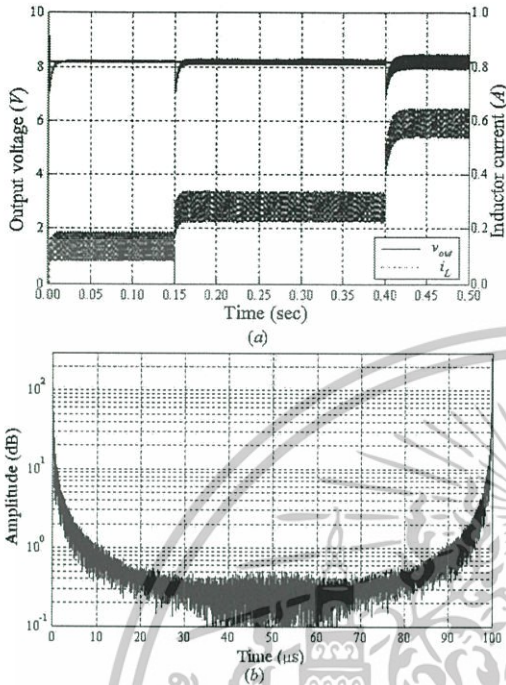 10
8
6
4
2
0
Output voltage (V)
1.0
0.8
0.6
0.4
0.2
0.0
Inductor current (A)
0.00 0.05 0.10 0.15 0.20 0.25 0.30 0.35 0.40 0.45 0.50
Time (sec)
v_out
i_L
(a)
10^2
10^1
10^0
10^-1
Amplitude (dB)
0 10 20 30 40 50 60 70 80 90 100
Time (µs)
(b)